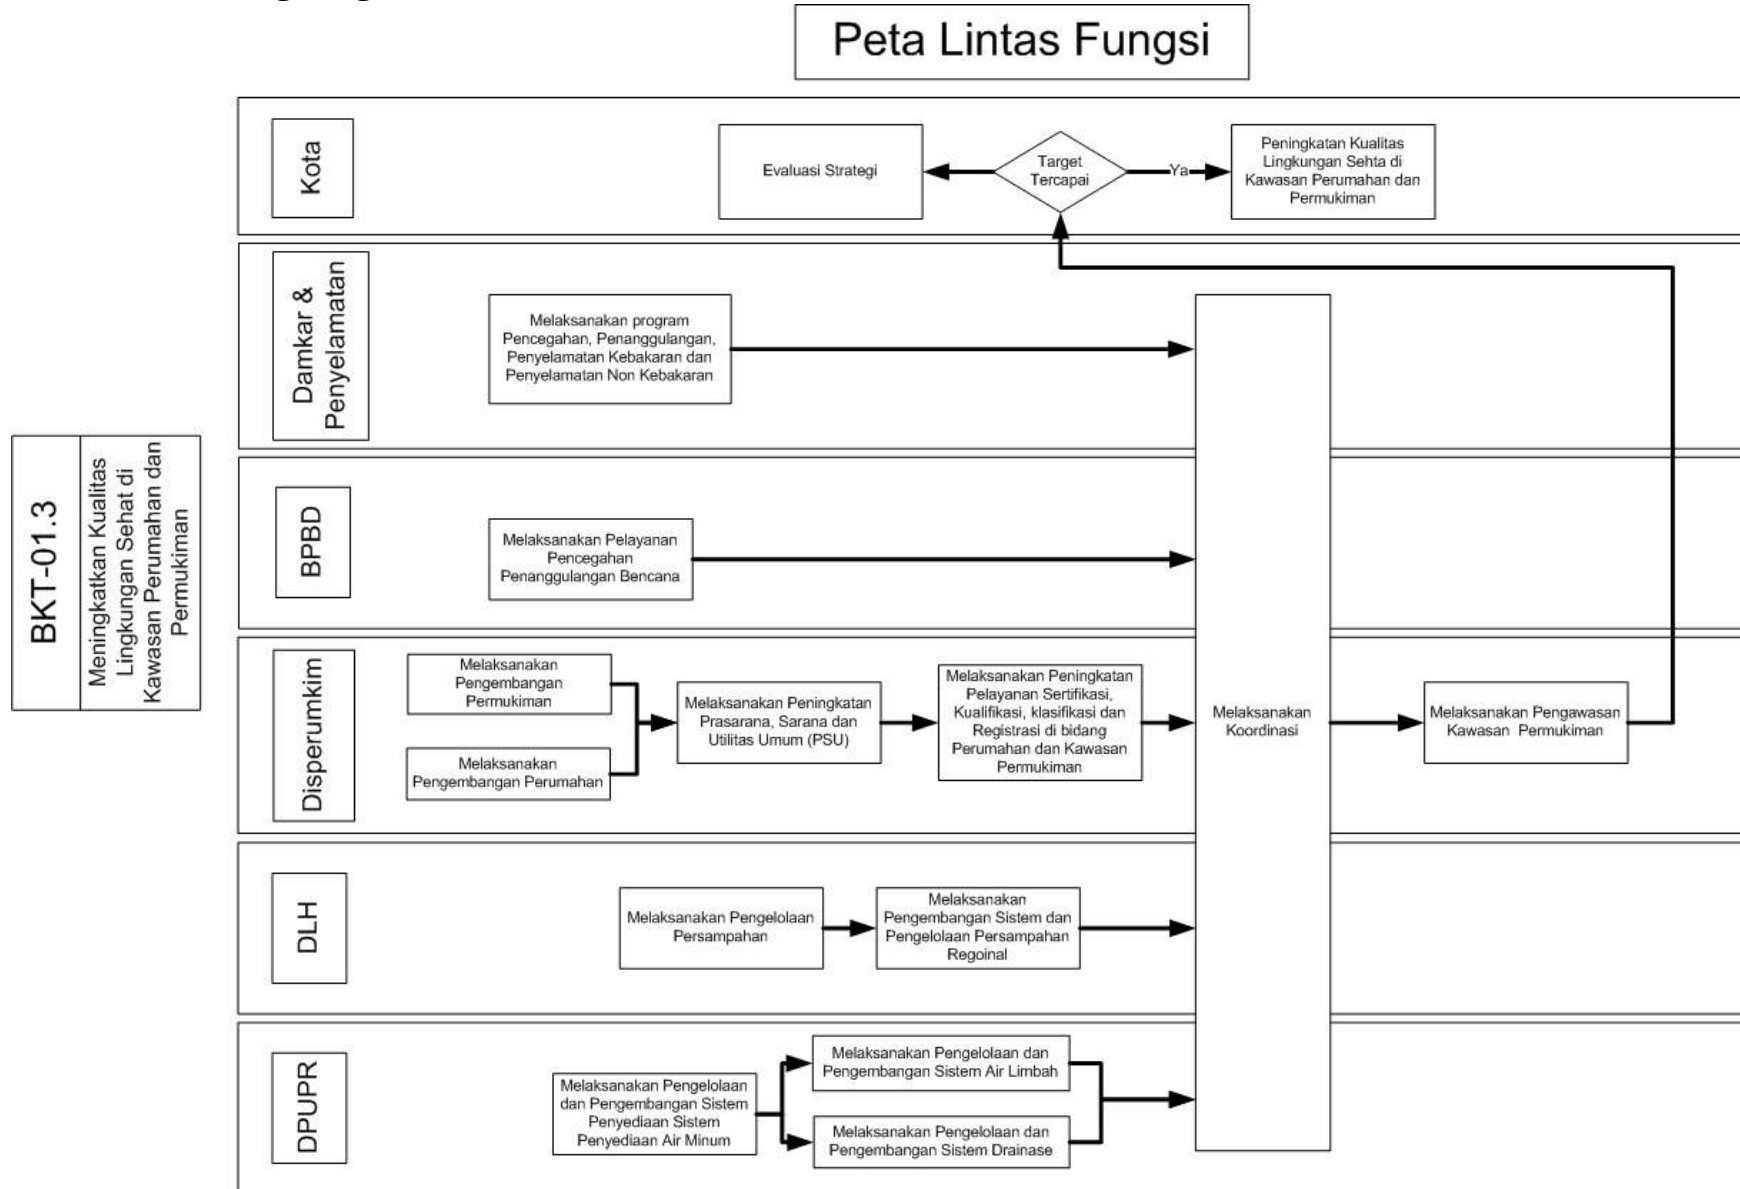 Peta Lintas Fungsi
BKT-01.3
Meningkatkan Kualitas
Lingkungan Sehat di
Kawasan Perumahan dan
Permukiman
Kota
Evaluasi Strategi
Target
Tercapai
Ya
Peningkatan Kualitas
Lingkungan Sehta di
Kawasan Perumahan dan
Permukiman
Damkar &
Penyelamatan
Melaksanakan program
Pencegahan, Penanggulangan,
Penyelamatan Kebakaran dan
Penyelamatan Non Kebakaran
BPBD
Melaksanakan Pelayanan
Pencegahan
Penanggulangan Bencana
Disperumkim
Melaksanakan
Pengembangan
Permukiman
Melaksanakan
Pengembangan Perumahan
Melaksanakan Peningkatan
Prasarana, Sarana dan
Utilitas Umum (PSU)
Melaksanakan Peningkatan
Pelayanan Sertifikasi,
Kualifikasi, klasifikasi dan
Registrasi di bidang
Perumahan dan Kawasan
Permukiman
Melaksanakan
Koordinasi
Melaksanakan Pengawasan
Kawasan Permukiman
DLH
Melaksanakan Pengelolaan
Persampahan
Melaksanakan
Pengembangan Sistem dan
Pengelolaan Persampahan
Regoinal
DPUPR
Melaksanakan Pengelolaan
dan Pengembangan Sistem
Penyediaan Sistem
Penyediaan Air Minum
Melaksanakan Pengelolaan dan
Pengembangan Sistem Air Limbah
Melaksanakan Pengelolaan dan
Pengembangan Sistem Drainase